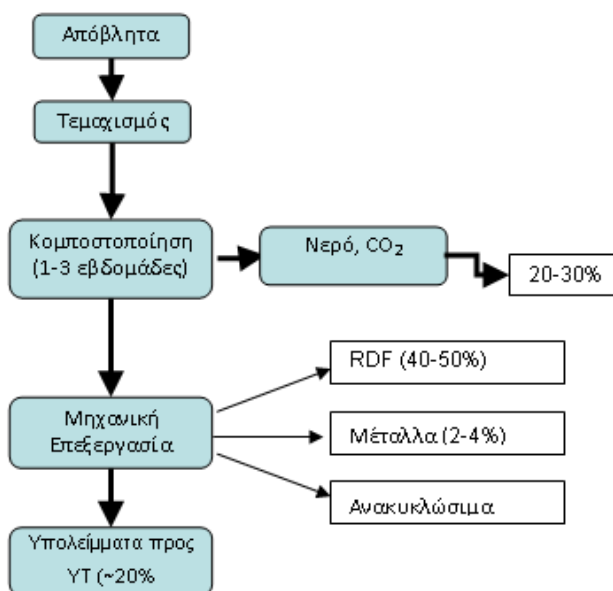 Απόβλητα
Τεμαχισμός
Κομποστοποίηση
(1-3 εβδομάδες)
Νερό, CO₂
20-30%
RDF (40-50%)
Μηχανική
Επεξεργασία
Μέταλλα (2-4%)
Ανακυκλώσιμα
Υπολείμματα προς
ΥΤ (~20%